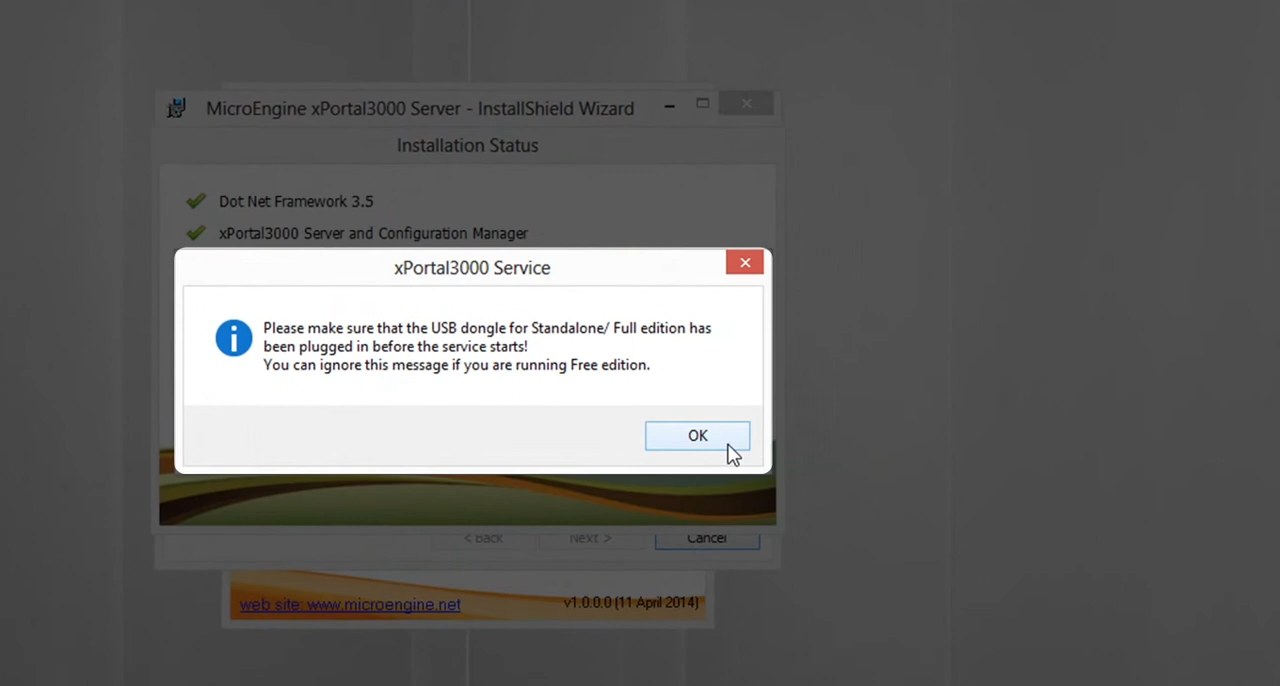 MicroEngine xPortal3000 Server - InstallShield Wizard
Installation Status
Dot Net Framework 3.5
xPortal3000 Server and Configuration Manager
xPortal3000 Service
Please make sure that the USB dongle for Standalone/ Full edition has
been plugged in before the service starts!
You can ignore this message if you are running Free edition.
OK
< Back Next > Cancel
web site: www.microengine.net v1.0.0.0 (11 April 2014)